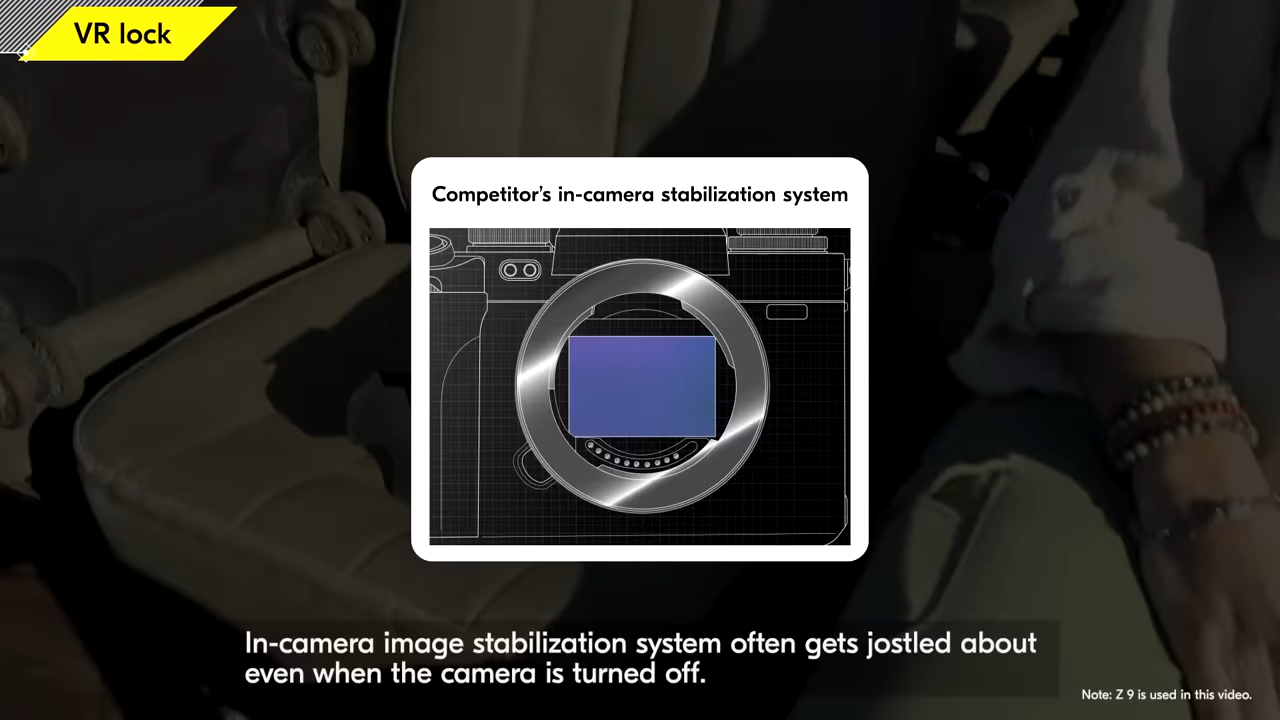 VR lock
Competitor's in-camera stabilization system
In-camera image stabilization system often gets jostled about
even when the camera is turned off.
Note: Z 9 is used in this video.